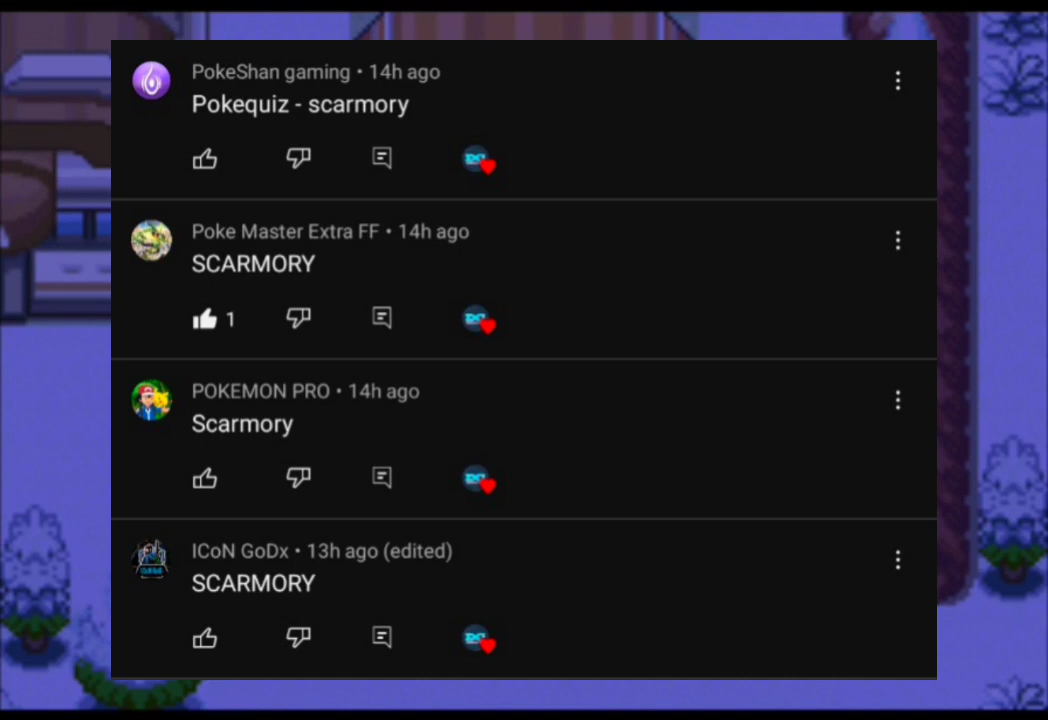 PokeShan gaming • 14h ago
Pokequiz - scarmory
Poke Master Extra FF • 14h ago
SCARMORY
1
POKEMON PRO • 14h ago
Scarmory
ICoN GoDx • 13h ago (edited)
SCARMORY